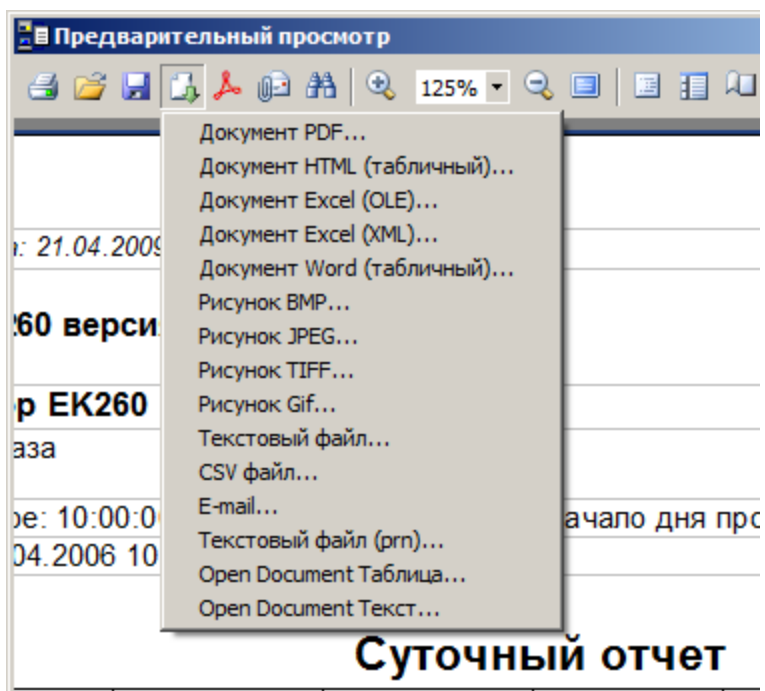 Предварительный просмотр
125%
Документ PDF...
Документ HTML (табличный)...
Документ Excel (OLE)...
Документ Excel (XML)...
Документ Word (табличный)...
Рисунок BMP...
Рисунок JPEG...
Рисунок TIFF...
Рисунок Gif...
Текстовый файл...
CSV файл...
E-mail...
Текстовый файл (prn)...
Open Document Таблица...
Open Document Текст...
а: 21.04.2009
260 верси
ор EK260
аза
ре: 10:00:0 ачало дня про
04.2006 10
Суточный отчет